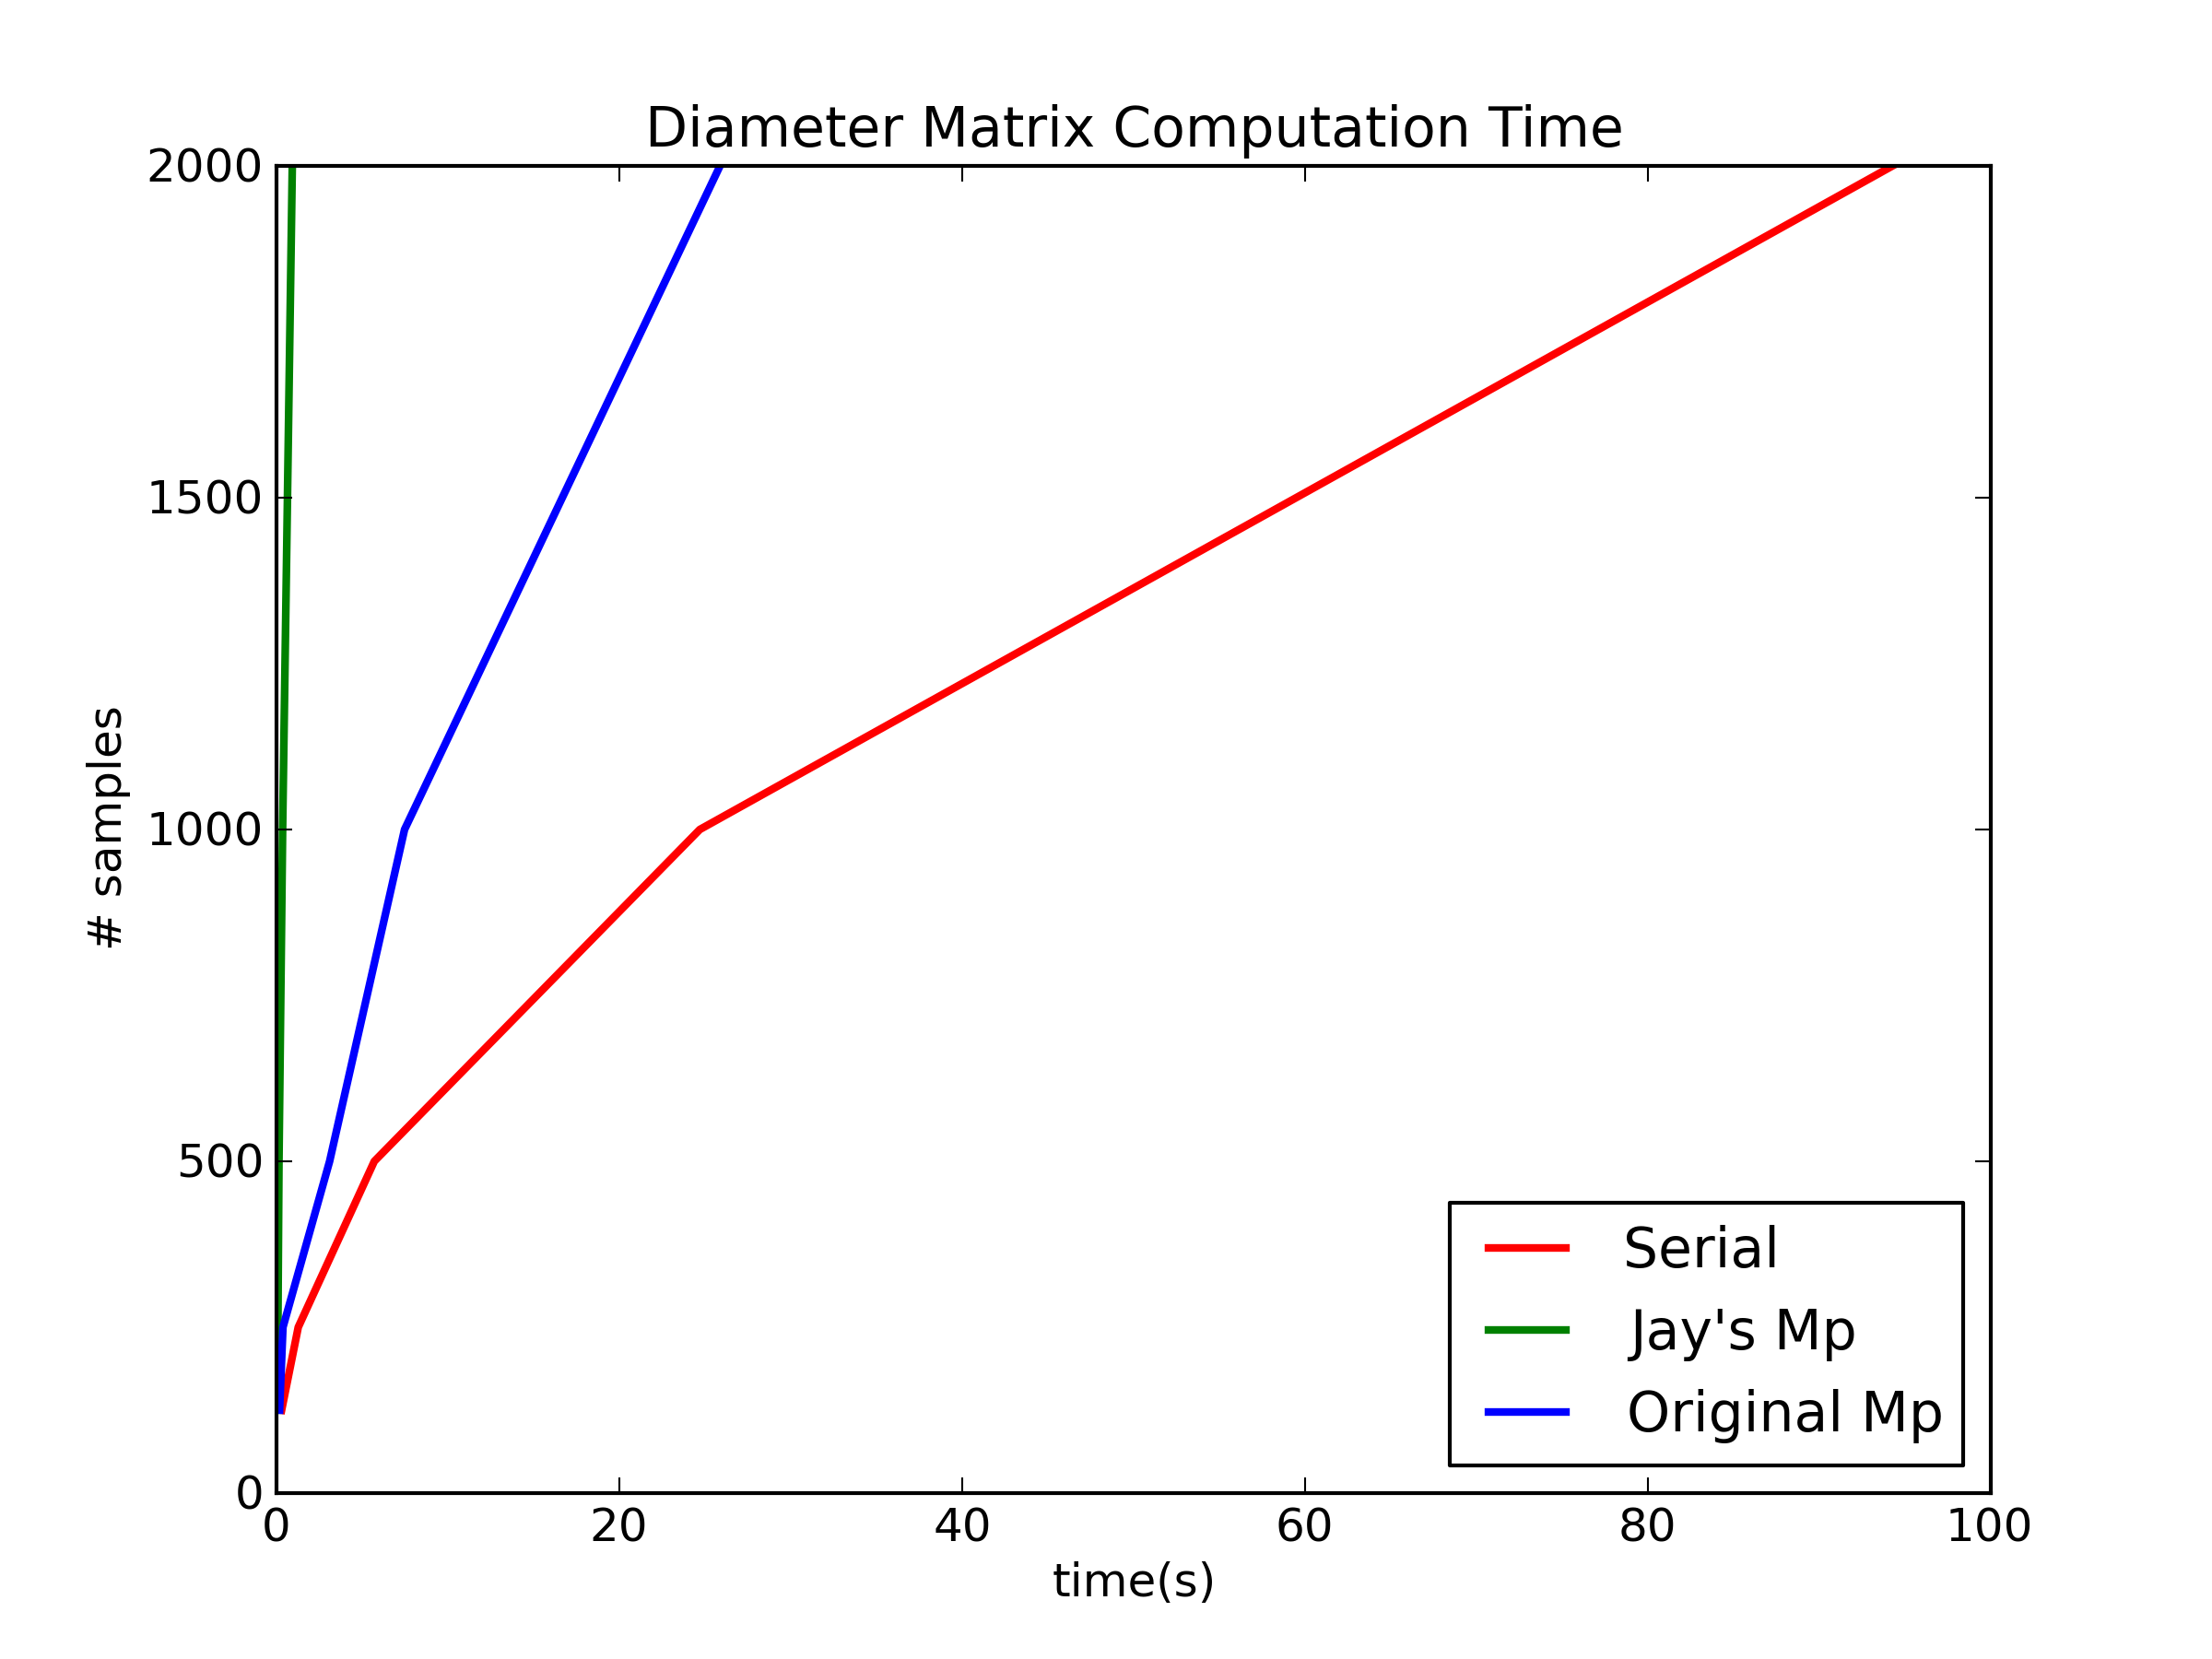 Diameter Matrix Computation Time
2000
1500
1000
500
0
# samples
0 20 40 60 80 100
time(s)
Serial
Jay's Mp
Original Mp